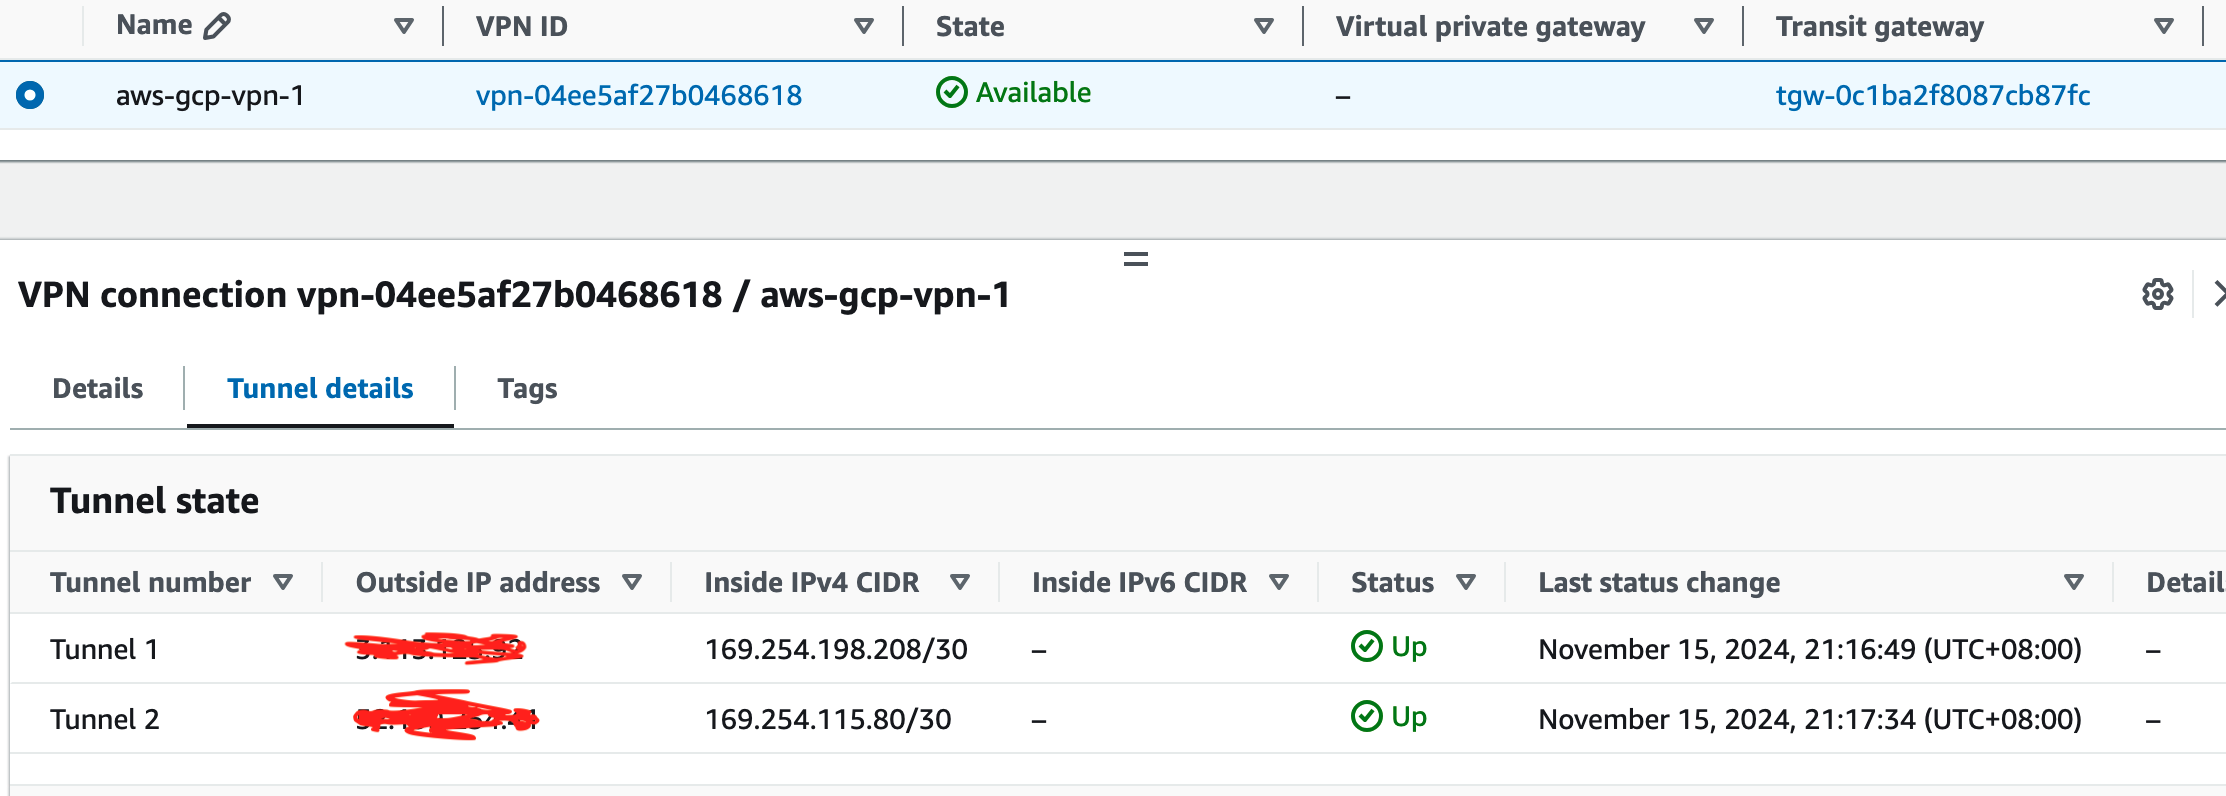 Name VPN ID State Virtual private gateway Transit gateway
aws-gcp-vpn-1 vpn-04ee5af27b0468618 Available – tgw-0c1ba2f8087cb87fc
VPN connection vpn-04ee5af27b0468618 / aws-gcp-vpn-1
Details Tunnel details Tags
Tunnel state
Tunnel number Outside IP address Inside IPv4 CIDR Inside IPv6 CIDR Status Last status change Detail
Tunnel 1 169.254.198.208/30 – Up November 15, 2024, 21:16:49 (UTC+08:00) –
Tunnel 2 169.254.115.80/30 – Up November 15, 2024, 21:17:34 (UTC+08:00) –